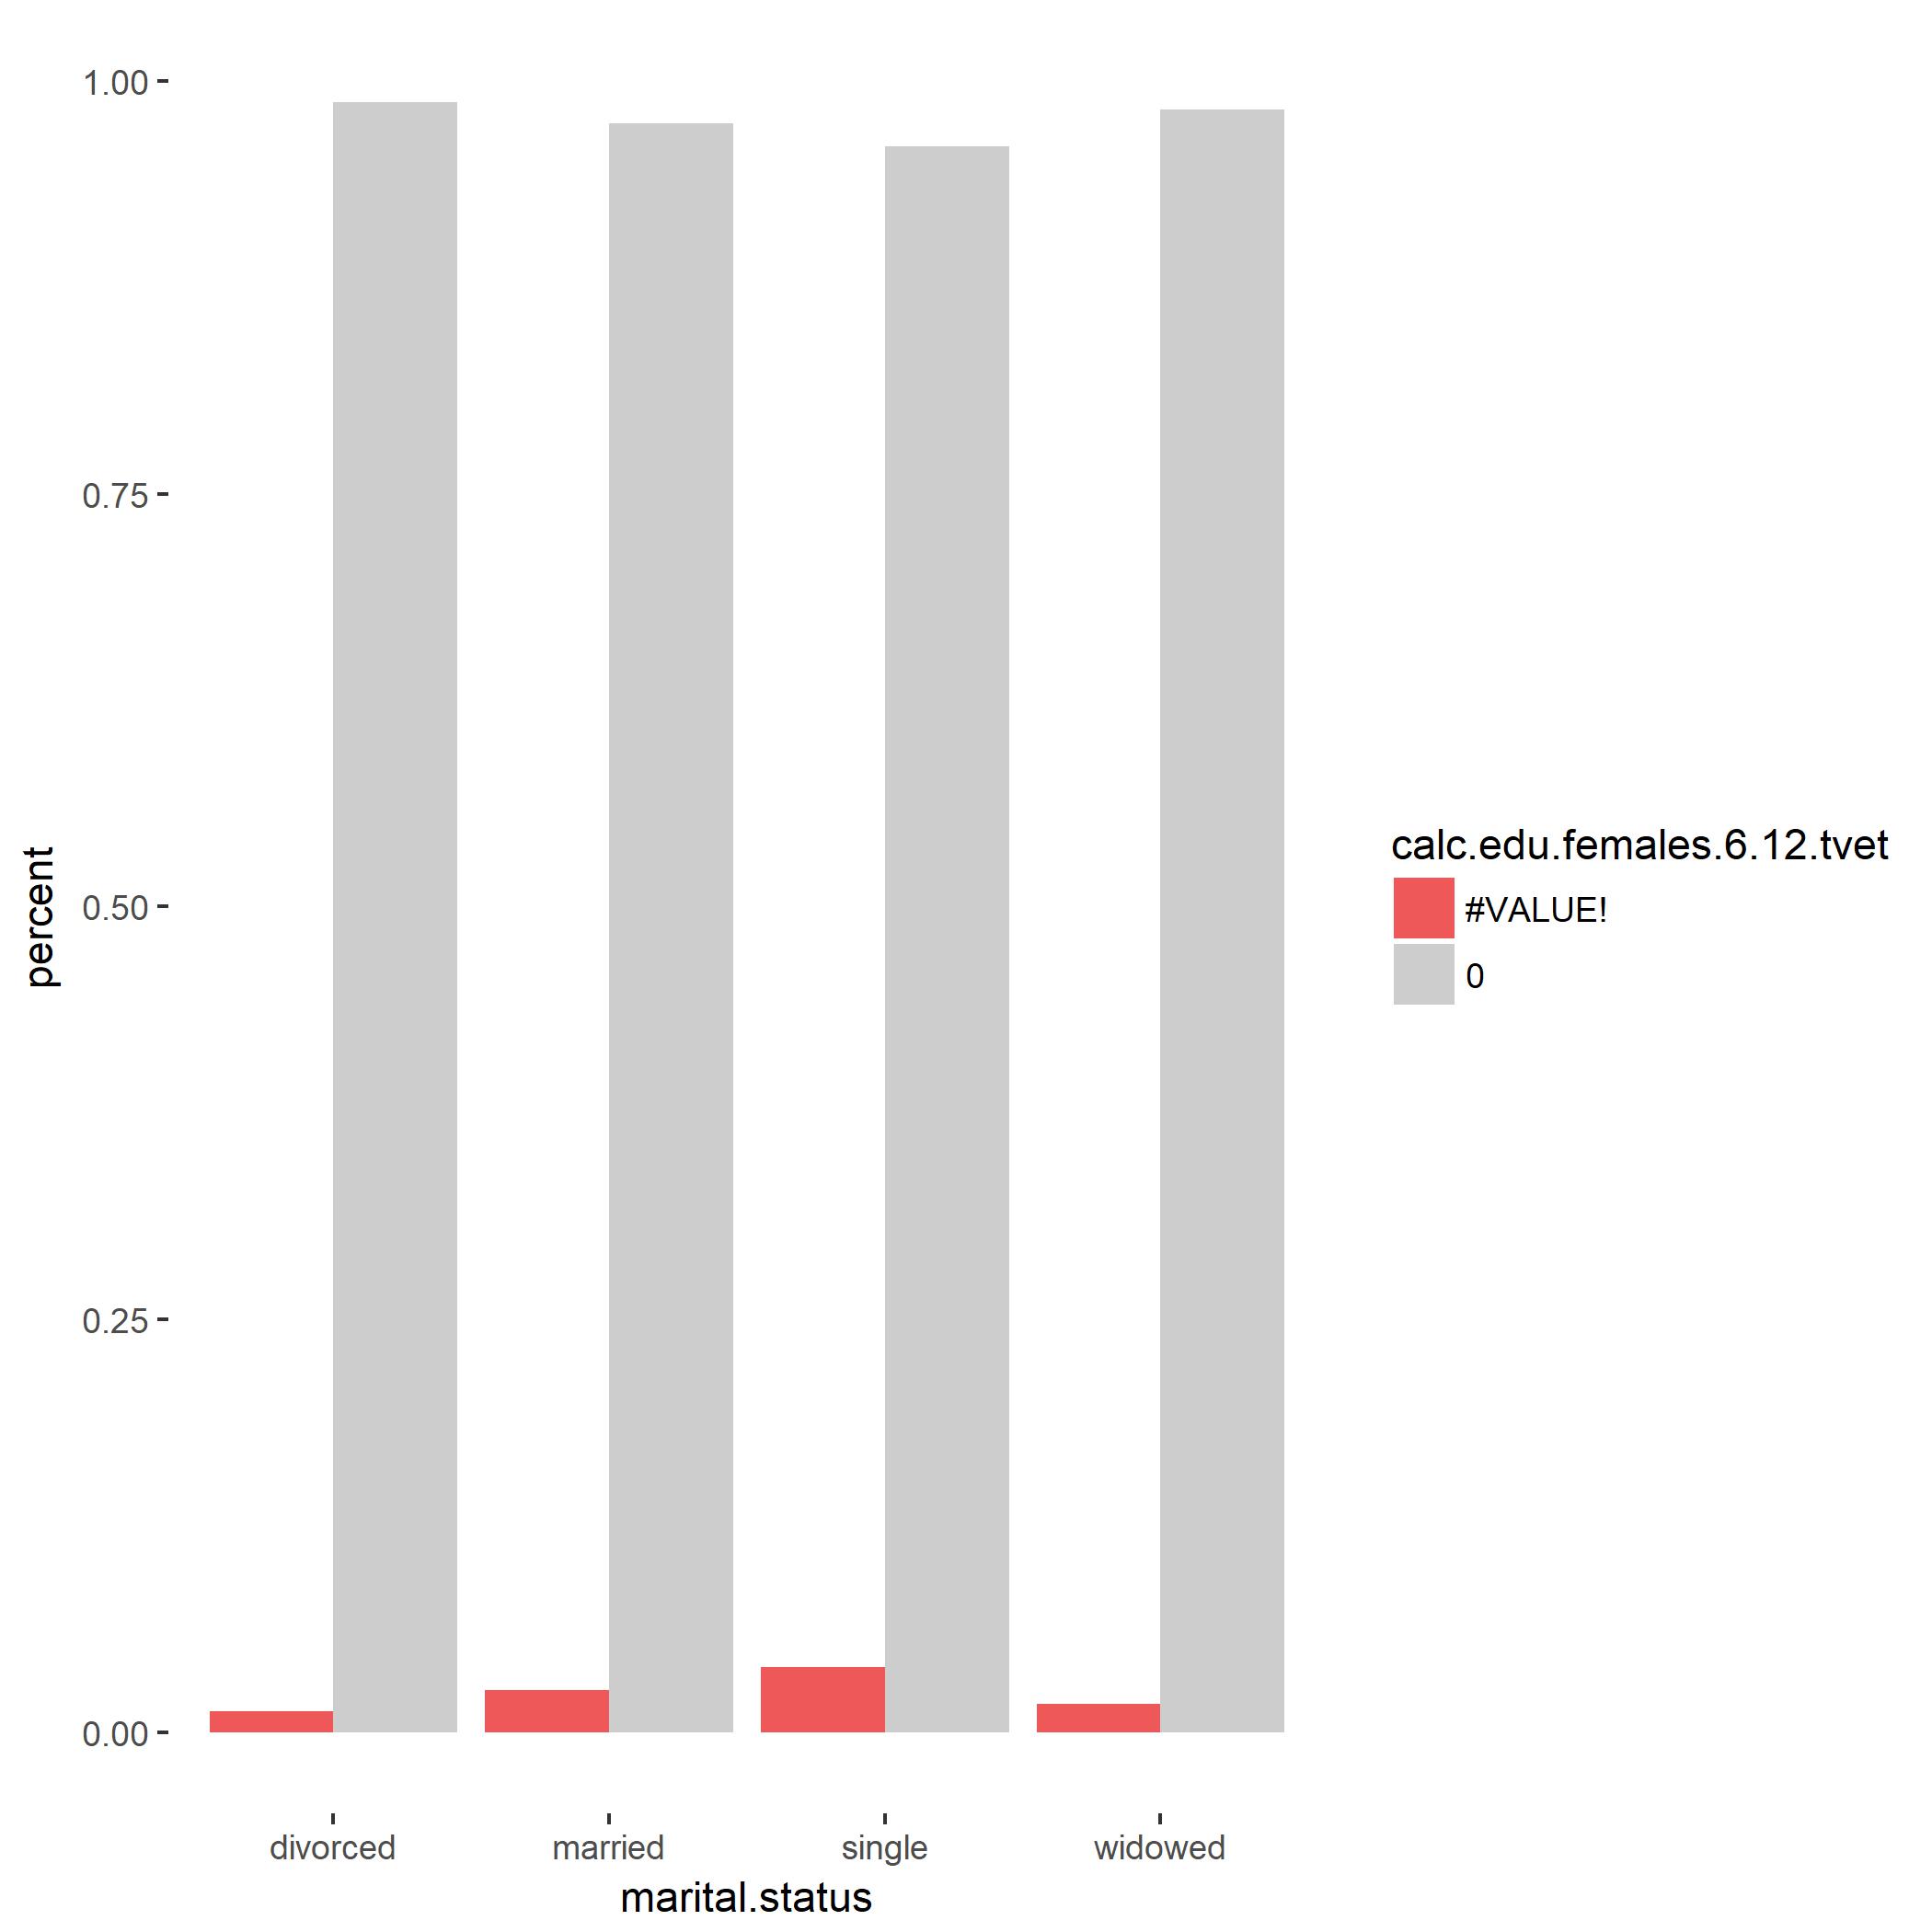 1.00
0.75
0.50
0.25
0.00
percent
divorced
married
single
widowed
marital.status
calc.edu.females.6.12.tvet
#VALUE!
0